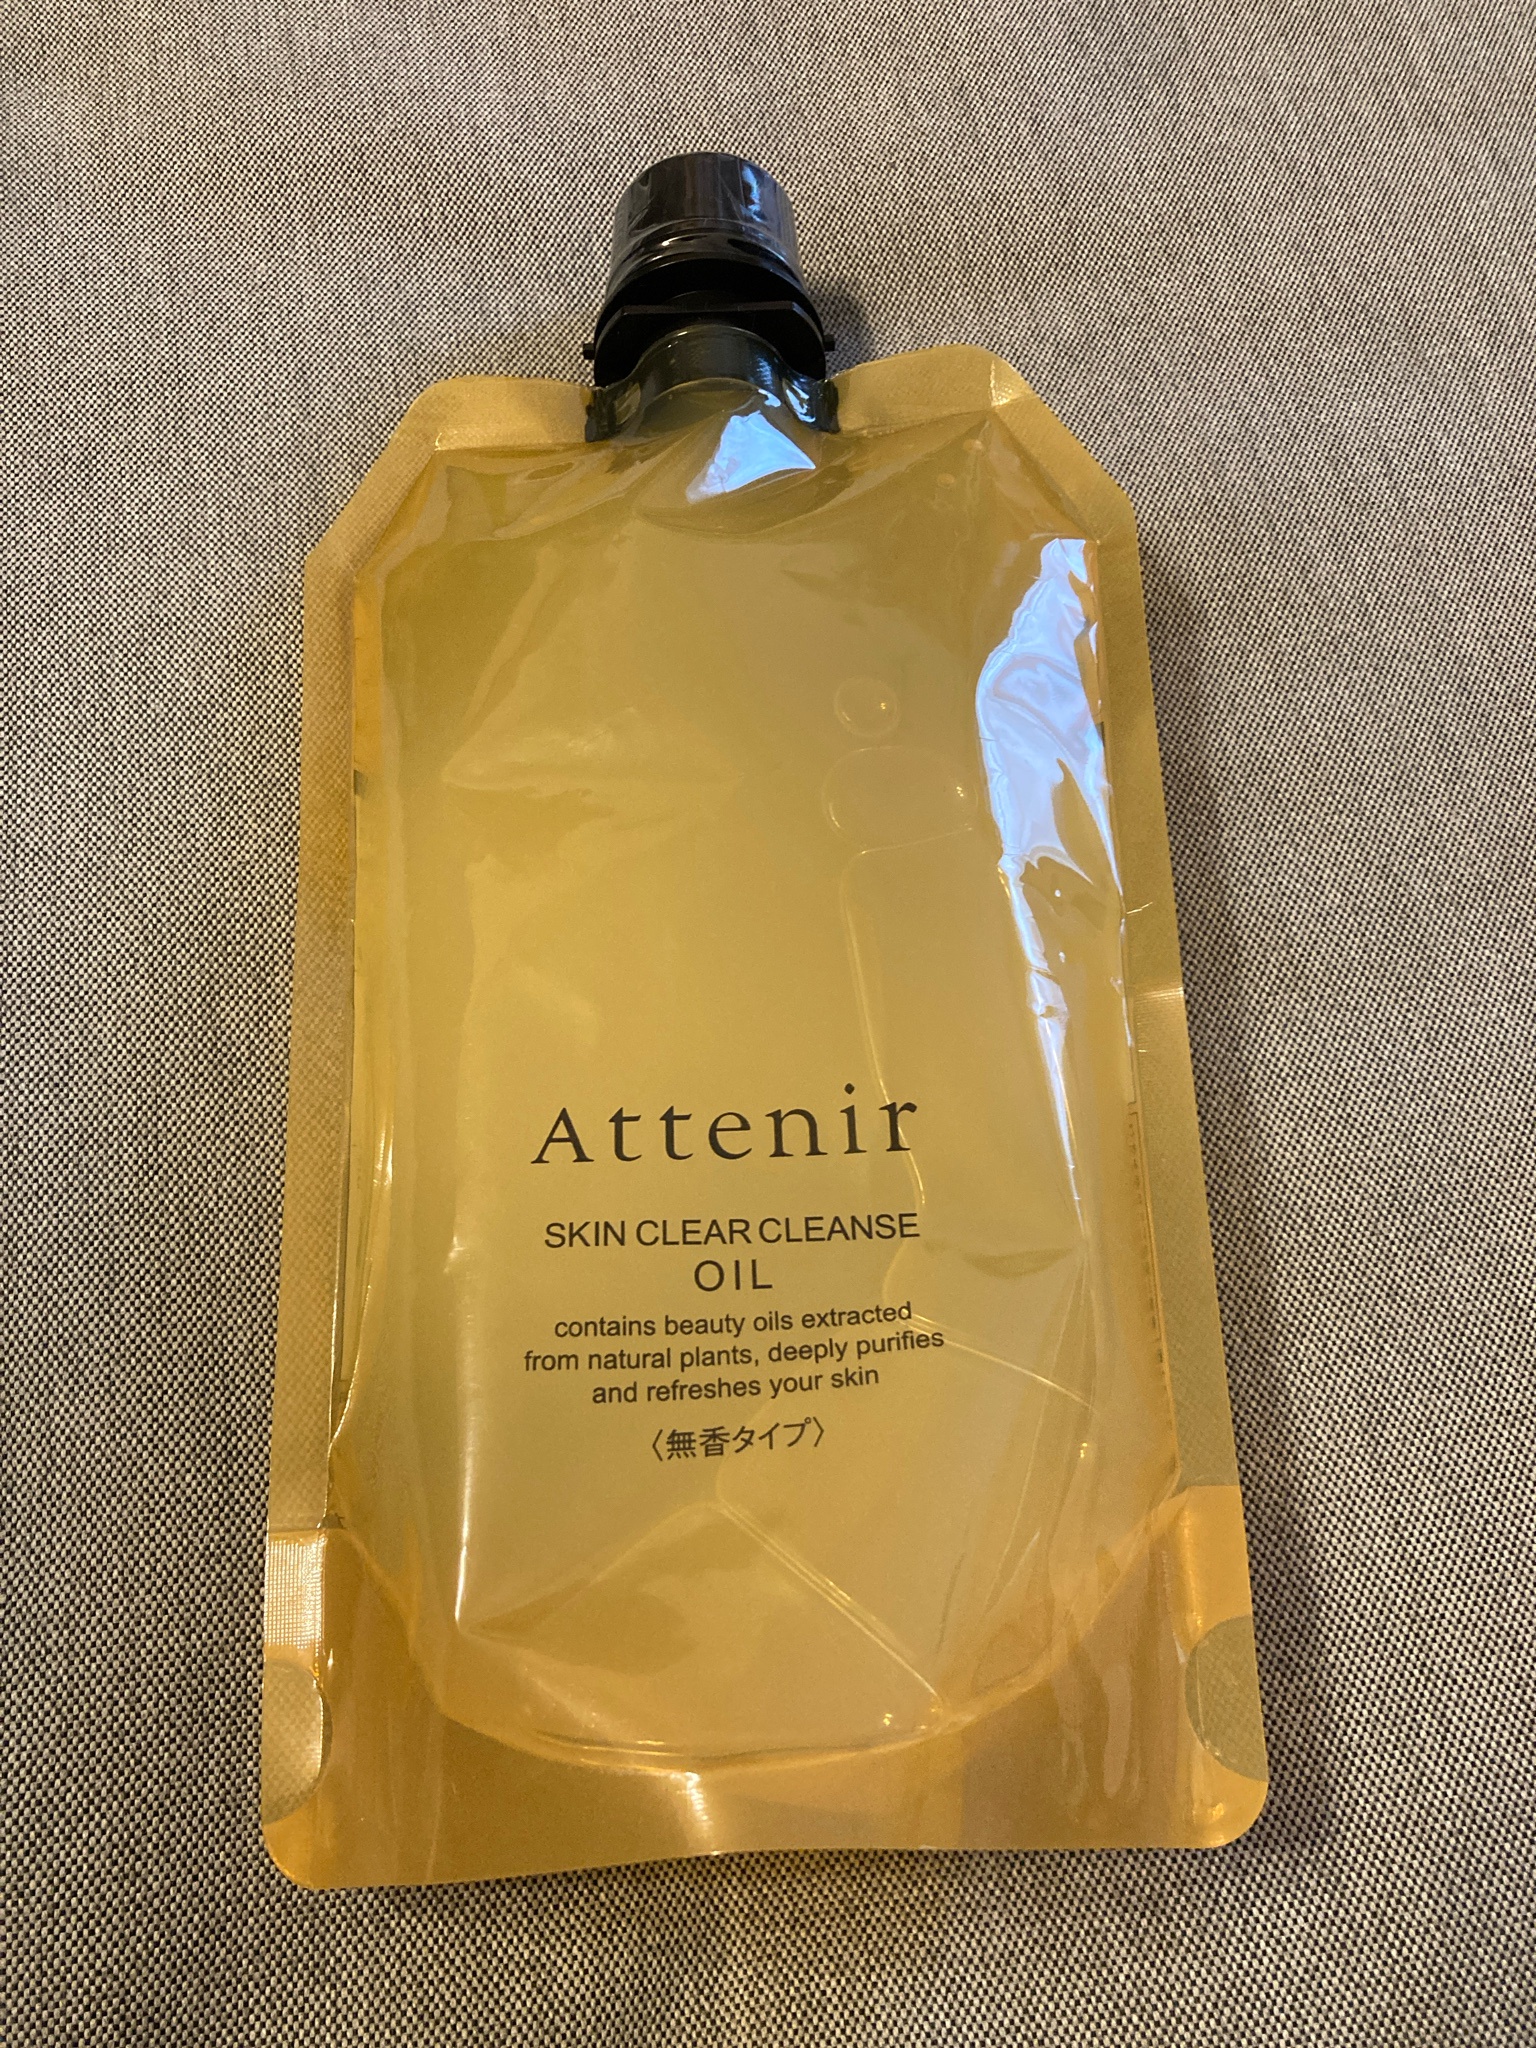 Attenir
SKIN CLEAR CLEANSE
OIL
contains beauty oils extracted
from natural plants, deeply purifies
and refreshes your skin
〈無香タイプ〉